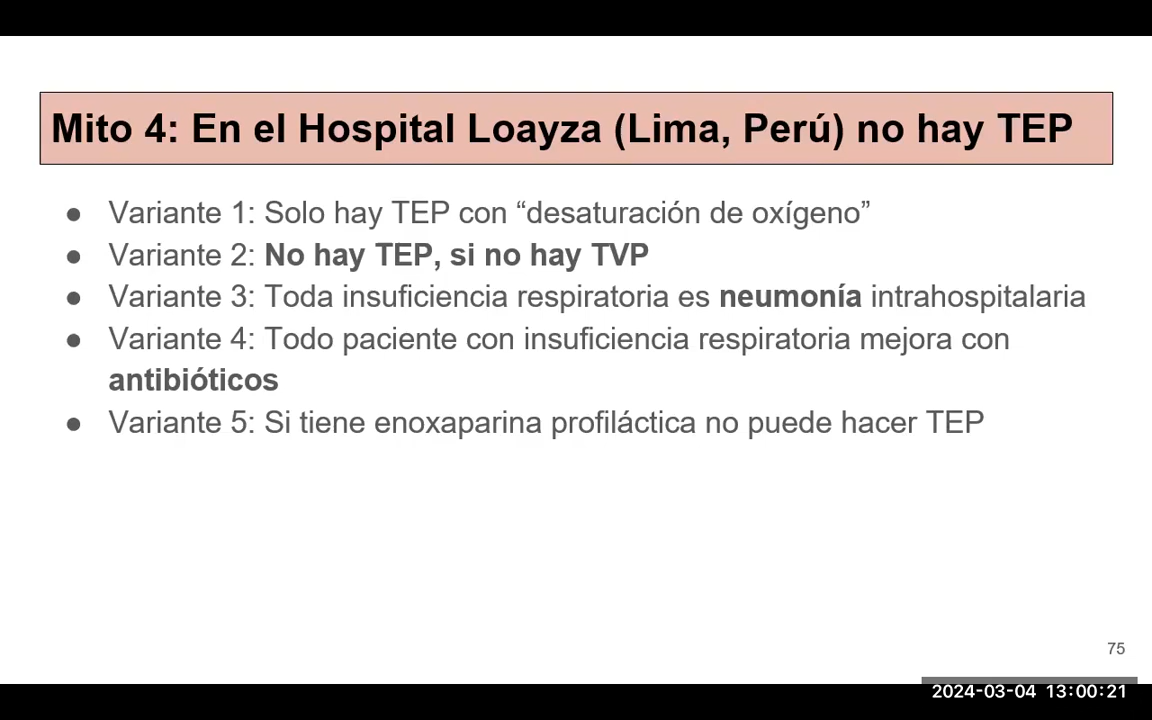 Mito 4: En el Hospital Loayza (Lima, Perú) no hay TEP
● Variante 1: Solo hay TEP con “desaturación de oxígeno”
● Variante 2: No hay TEP, si no hay TVP
● Variante 3: Toda insuficiencia respiratoria es neumonía intrahospitalaria
● Variante 4: Todo paciente con insuficiencia respiratoria mejora con
antibióticos
● Variante 5: Si tiene enoxaparina profiláctica no puede hacer TEP
75
2024-03-04 13:00:21